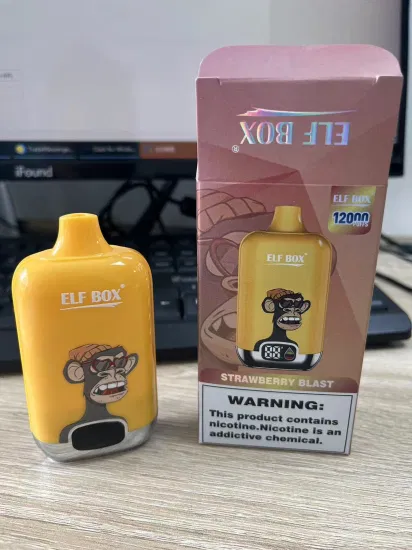 iFound
ELF BOX
®
ELF BOX
12000
PUFFS
ELF BOX
ELF BOX
STRAWBERRY BLAST
WARNING:
This product contains
nicotine.Nicotine is an
addictive chemical.